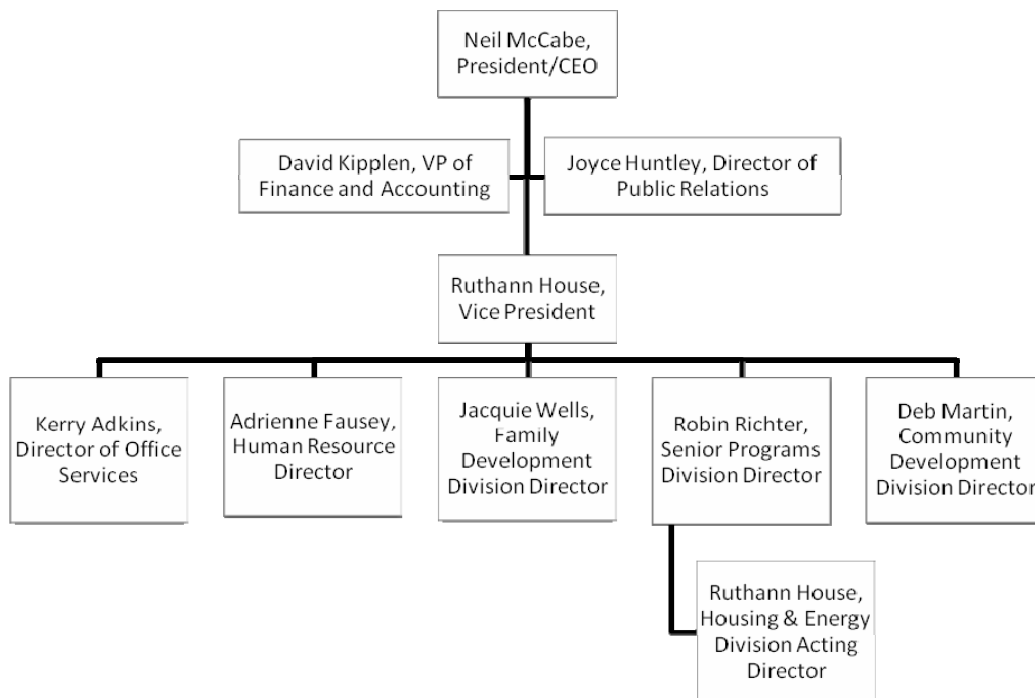 Neil McCabe,
President/CEO
David Kipplen, VP of
Finance and Accounting
Joyce Huntley, Director of
Public Relations
Ruthann House,
Vice President
Kerry Adkins,
Director of Office
Services
Adrienne Fausey,
Human Resource
Director
Jacquie Wells,
Family
Development
Division Director
Robin Richter,
Senior Programs
Division Director
Deb Martin,
Community
Development
Division Director
Ruthann House,
Housing & Energy
Division Acting
Director